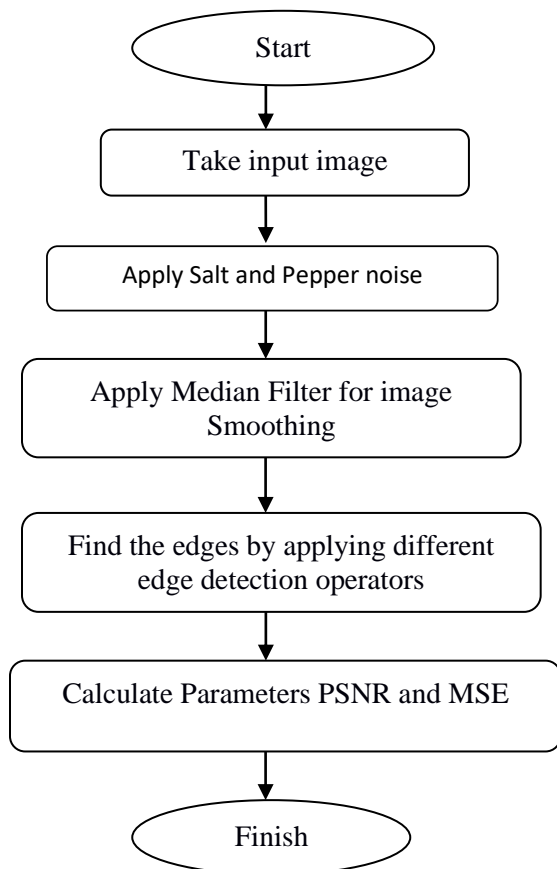 Start
Take input image
Apply Salt and Pepper noise
Apply Median Filter for image
Smoothing
Find the edges by applying different
edge detection operators
Calculate Parameters PSNR and MSE
Finish